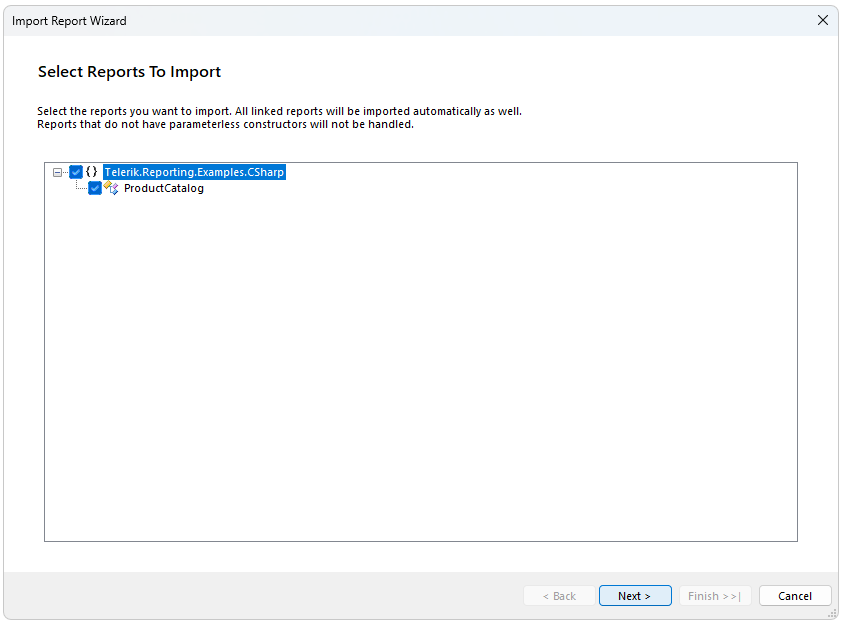 Import Report Wizard
Select Reports To Import
Select the reports you want to import. All linked reports will be imported automatically as well.
Reports that do not have parameterless constructors will not be handled.
{} Telerik.Reporting.Examples.CSharp
ProductCatalog
< Back Next > Finish >>| Cancel